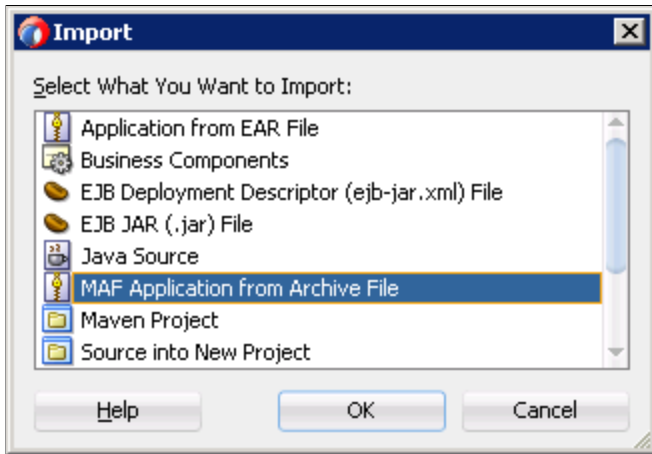 Import
Select What You Want to Import:
Application from EAR File
Business Components
EJB Deployment Descriptor (ejb-jar.xml) File
EJB JAR (.jar) File
Java Source
MAF Application from Archive File
Maven Project
Source into New Project
Help OK Cancel